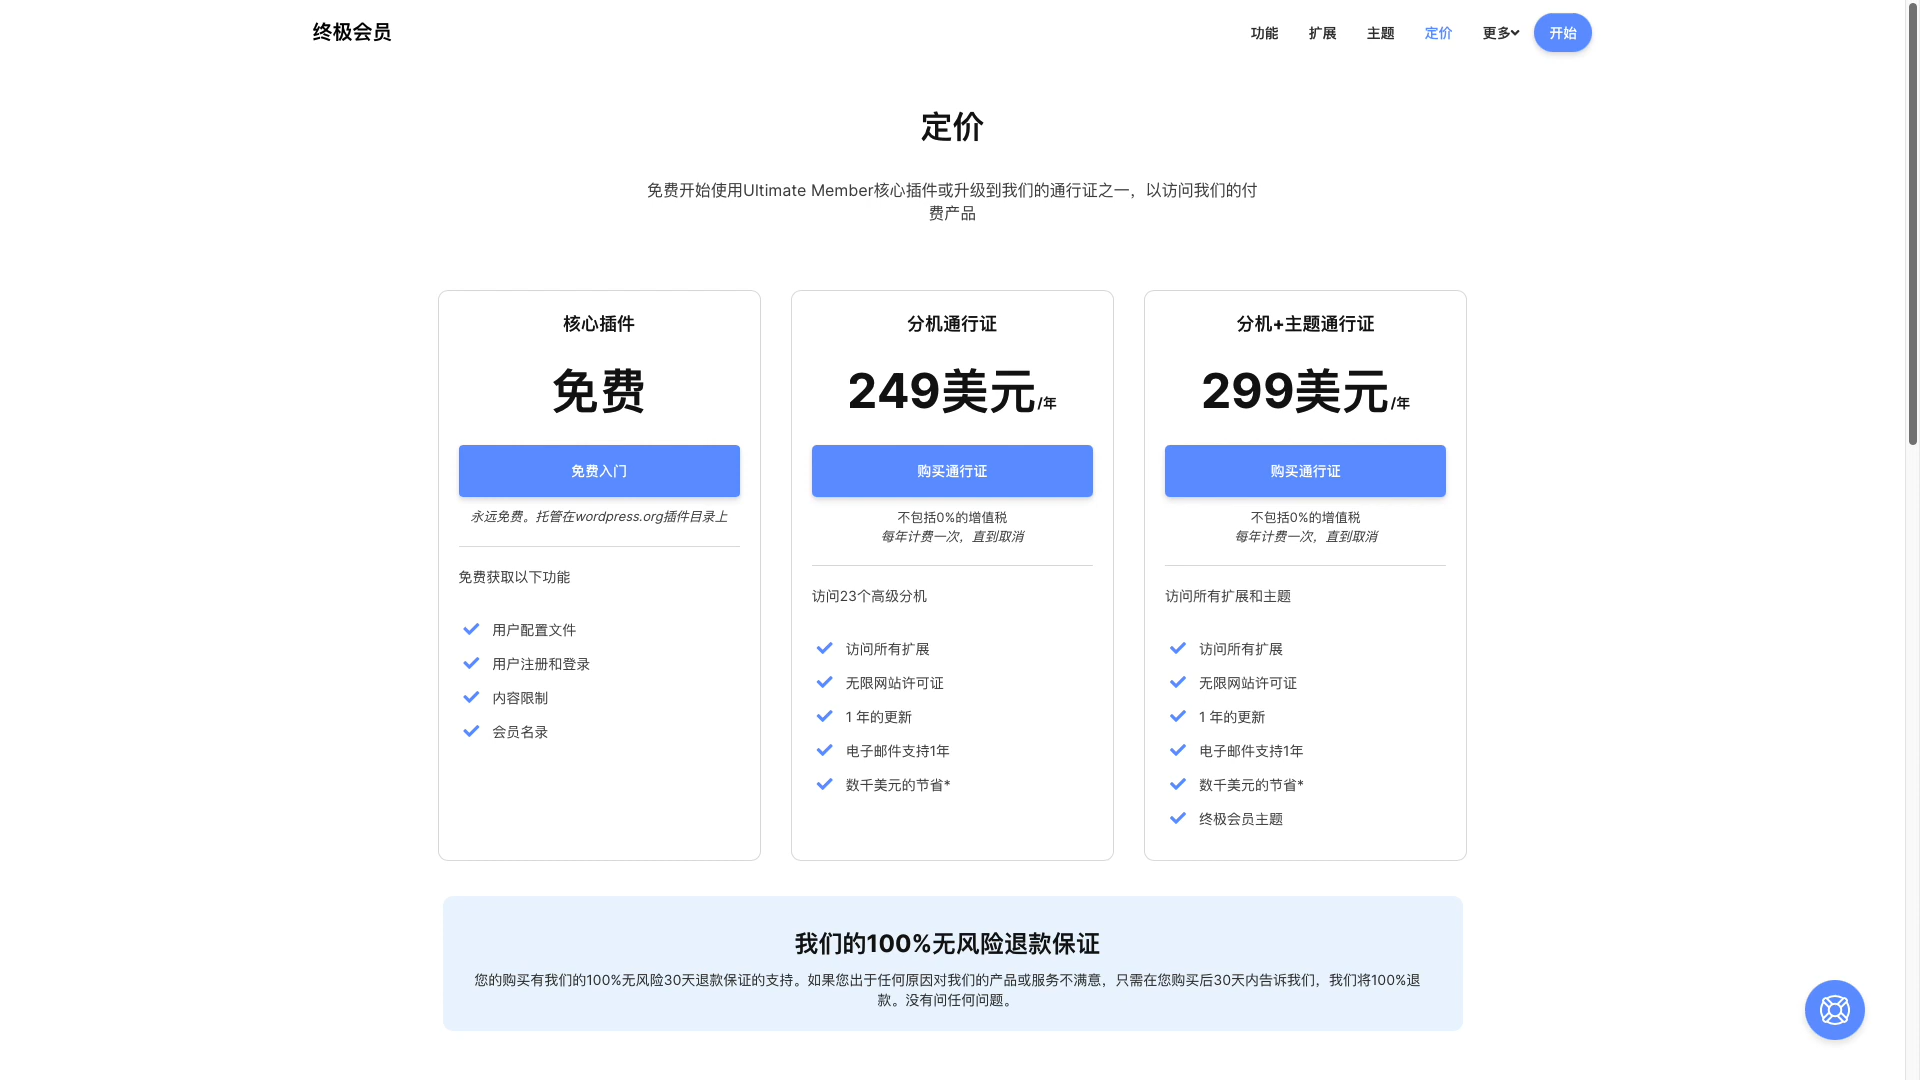 终极会员
功能
扩展
主题
定价
更多
开始
定价
免费开始使用Ultimate Member核心插件或升级到我们的通行证之一，以访问我们的付
费产品
核心插件
免费
免费入门
永远免费。托管在wordpress.org插件目录上
免费获取以下功能
用户配置文件
用户注册和登录
内容限制
会员名录
分机通行证
249美元/年
购买通行证
不包括0%的增值税
每年计费一次，直到取消
访问23个高级分机
访问所有扩展
无限网站许可证
1 年的更新
电子邮件支持1年
数千美元的节省*
分机+主题通行证
299美元/年
购买通行证
不包括0%的增值税
每年计费一次，直到取消
访问所有扩展和主题
访问所有扩展
无限网站许可证
1 年的更新
电子邮件支持1年
数千美元的节省*
终极会员主题
我们的100%无风险退款保证
您的购买有我们的100%无风险30天退款保证的支持。如果您出于任何原因对我们的产品或服务不满意，只需在您购买后30天内告诉我们，我们将100%退
款。没有问任何问题。